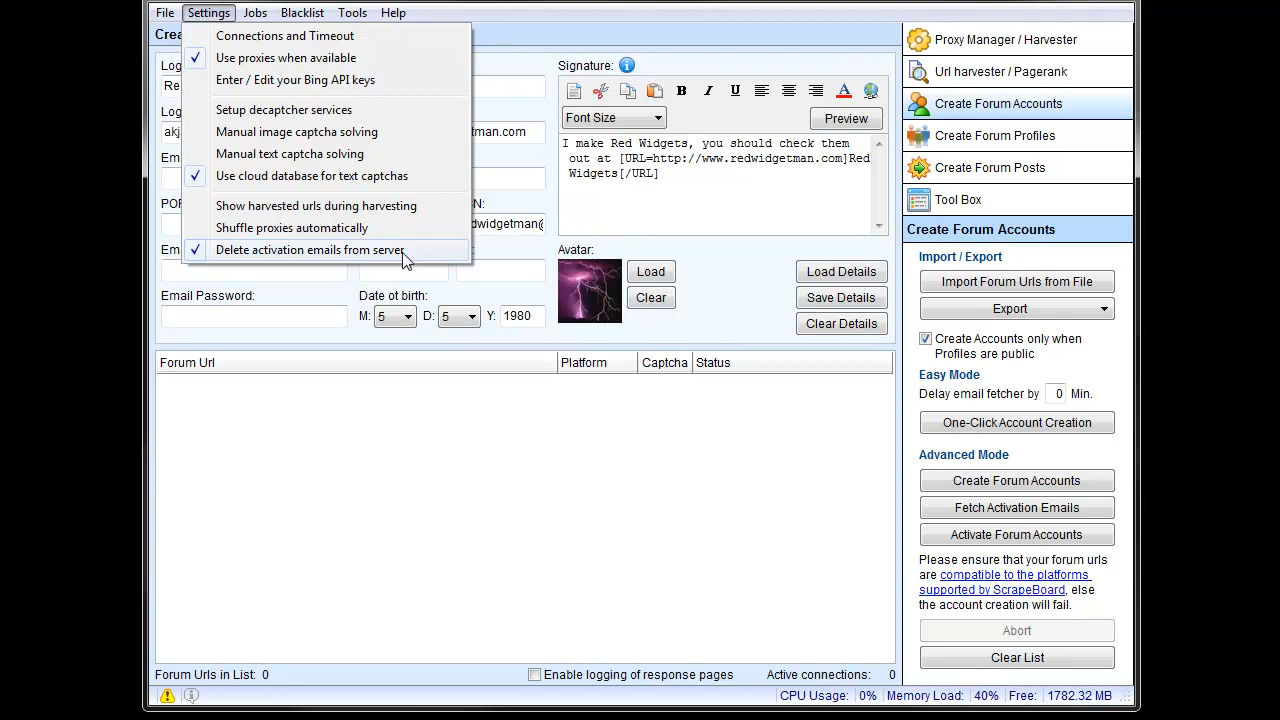 File Settings Jobs Blacklist Tools Help
Connections and Timeout
Use proxies when available
Enter / Edit your Bing API keys
Setup decaptcher services
Manual image captcha solving
Manual text captcha solving
Use cloud database for text captchas
Show harvested urls during harvesting
Shuffle proxies automatically
Delete activation emails from server
Email Password:
Date of birth:
M: 5 D: 5 Y: 1980
Signature:
Font Size
Preview
I make Red Widgets, you should check them
out at [URL=http://www.redwidgetman.com]Red
Widgets[/URL]
Avatar:
Load
Clear
Load Details
Save Details
Clear Details
Forum Url Platform Captcha Status
Forum Urls in List: 0
Enable logging of response pages
Active connections: 0
Proxy Manager / Harvester
Url harvester / Pagerank
Create Forum Accounts
Create Forum Profiles
Create Forum Posts
Tool Box
Create Forum Accounts
Import / Export
Import Forum Urls from File
Export
Create Accounts only when
Profiles are public
Easy Mode
Delay email fetcher by 0 Min.
One-Click Account Creation
Advanced Mode
Create Forum Accounts
Fetch Activation Emails
Activate Forum Accounts
Please ensure that your forum urls
are compatible to the platforms
supported by ScrapeBoard, else
the account creation will fail.
Abort
Clear List
CPU Usage: 0% Memory Load: 40% Free: 1782.32 MB